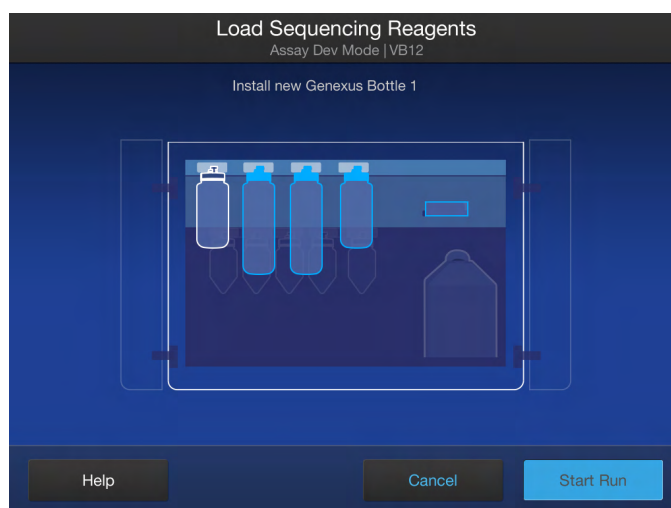 Load Sequencing Reagents
Assay Dev Mode | VB12
Install new Genexus Bottle 1
Help
Cancel
Start Run